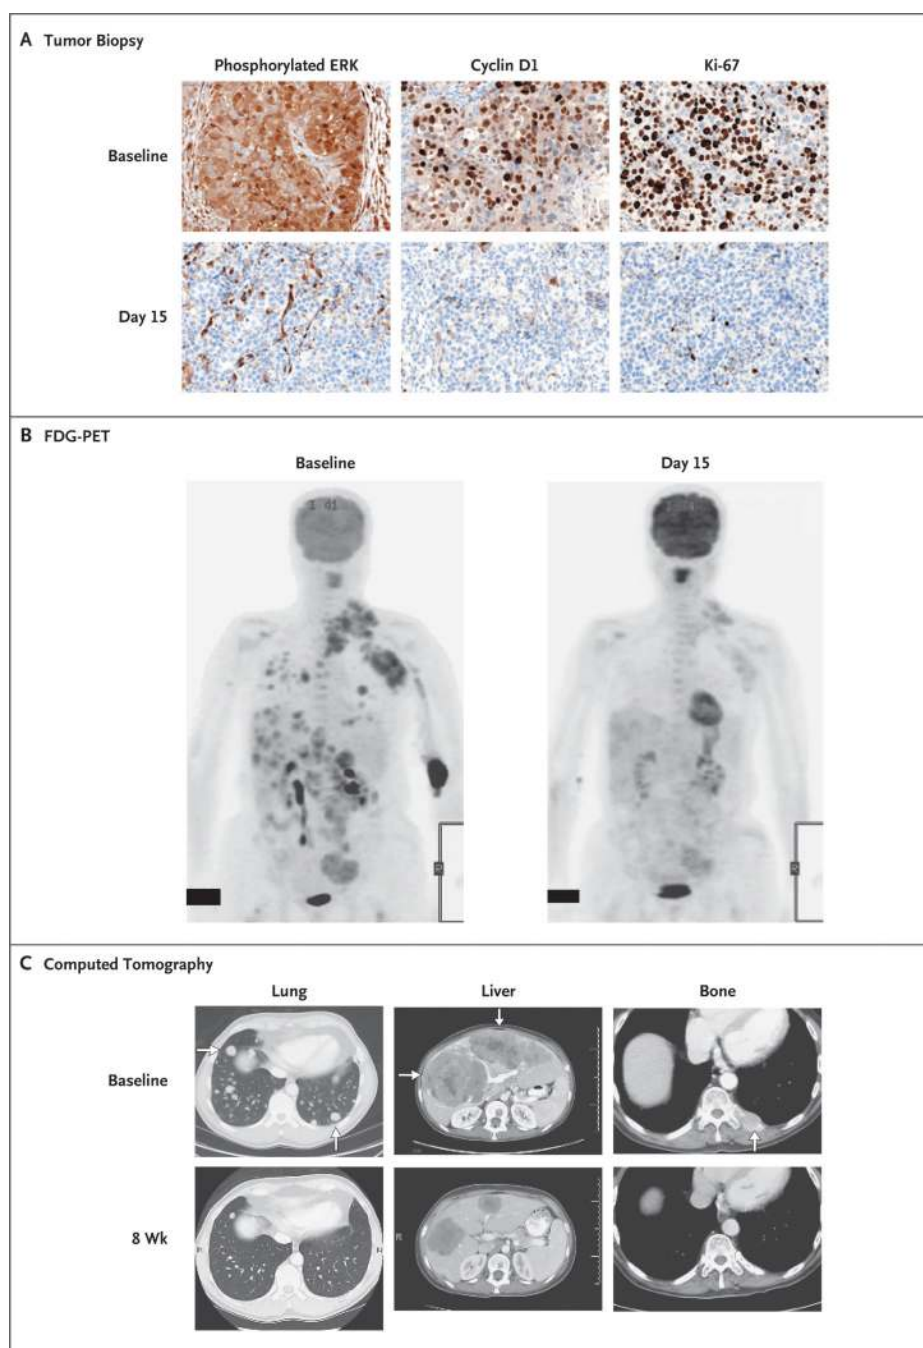 A Tumor Biopsy
Phosphorylated ERK Cyclin D1 Ki-67
Baseline
Day 15
B FDG-PET
Baseline Day 15
C Computed Tomography
Lung Liver Bone
Baseline
8 Wk